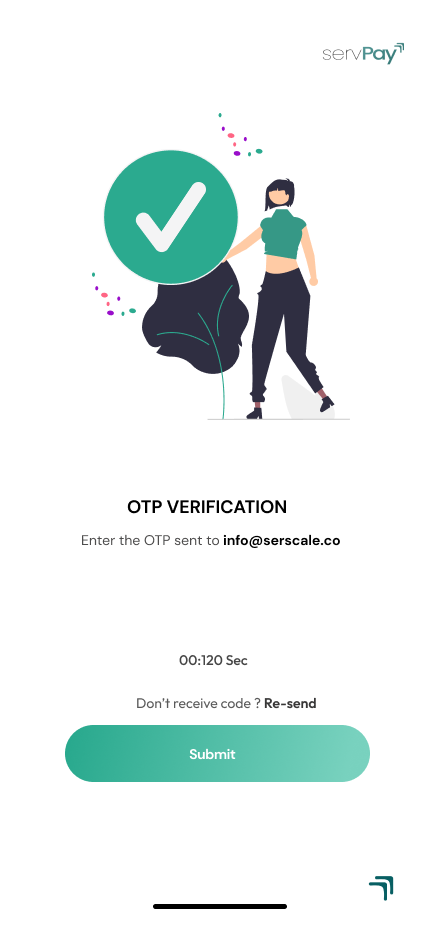 servPay
OTP VERIFICATION
Enter the OTP sent to info@serscale.co
00:120 Sec
Don't receive code ? Re-send
Submit